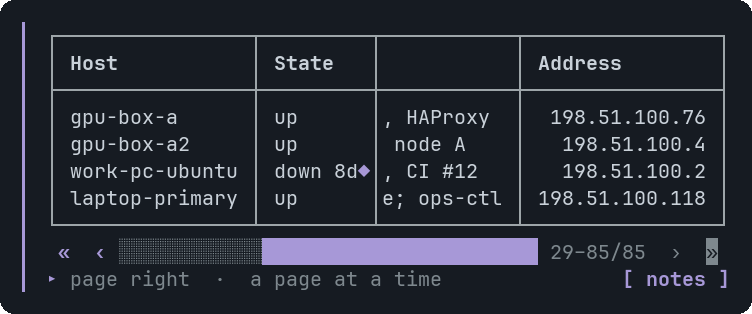 Host State Address
gpu-box-a up , HAProxy 198.51.100.76
gpu-box-a2 up node A 198.51.100.4
work-pc-ubuntu down 8d◆ , CI #12 198.51.100.2
laptop-primary up e; ops-ctl 198.51.100.118
« ‹ 29–85/85 › »
▸ page right · a page at a time [ notes ]